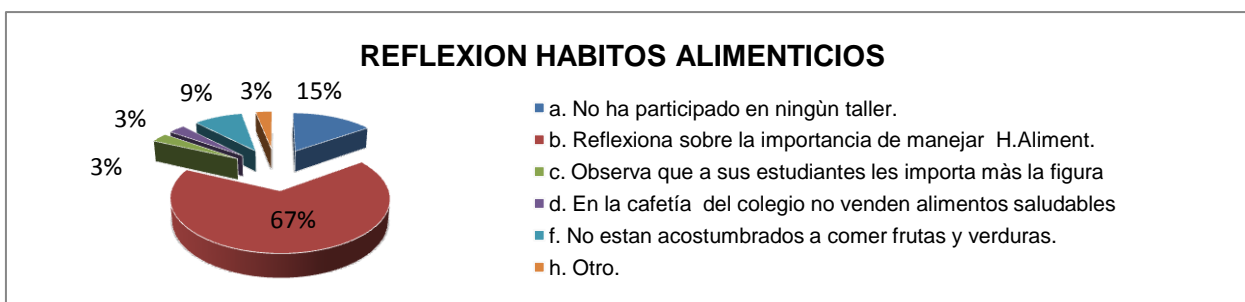 REFLEXION HABITOS ALIMENTICIOS
9%
3%
15%
3%
3%
67%
a. No ha participado en ningùn taller.
b. Reflexiona sobre la importancia de manejar H.Aliment.
c. Observa que a sus estudiantes les importa màs la figura
d. En la cafetía del colegio no venden alimentos saludables
f. No estan acostumbrados a comer frutas y verduras.
h. Otro.